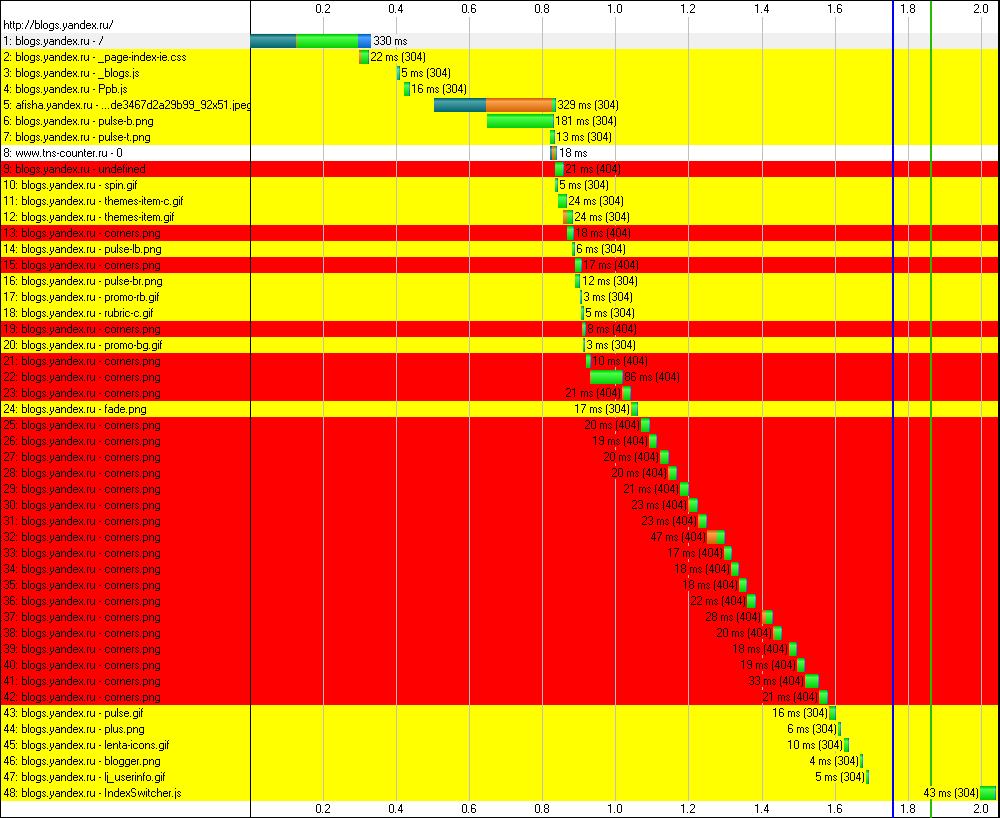 0.2 0.4 0.6 0.8 1.0 1.2 1.4 1.6 1.8 2.0
http://blogs.yandex.ru/
1: blogs.yandex.ru - / 330 ms
2: blogs.yandex.ru - _page-index-ie.css 22 ms (304)
3: blogs.yandex.ru - _blogs.js 5 ms (304)
4: blogs.yandex.ru - Ppb.js 16 ms (304)
5: afisha.yandex.ru - ...de3467d2a29b99_92x51.jpeg 329 ms (304)
6: blogs.yandex.ru - pulse-b.png 181 ms (304)
7: blogs.yandex.ru - pulse-t.png 13 ms (304)
8: www.tns-counter.ru - 0 18 ms
9: blogs.yandex.ru - undefined 21 ms (404)
10: blogs.yandex.ru - spin.gif 5 ms (304)
11: blogs.yandex.ru - themes-item-c.gif 24 ms (304)
12: blogs.yandex.ru - themes-item.gif 24 ms (304)
13: blogs.yandex.ru - corners.png 18 ms (404)
14: blogs.yandex.ru - pulse-lb.png 6 ms (304)
15: blogs.yandex.ru - corners.png 17 ms (404)
16: blogs.yandex.ru - pulse-br.png 12 ms (304)
17: blogs.yandex.ru - promo-rb.gif 3 ms (304)
18: blogs.yandex.ru - rubric-c.gif 5 ms (304)
19: blogs.yandex.ru - corners.png 8 ms (404)
20: blogs.yandex.ru - promo-bg.gif 3 ms (304)
21: blogs.yandex.ru - corners.png 10 ms (404)
22: blogs.yandex.ru - corners.png 86 ms (404)
23: blogs.yandex.ru - corners.png 21 ms (404)
24: blogs.yandex.ru - fade.png 17 ms (304)
25: blogs.yandex.ru - corners.png 20 ms (404)
26: blogs.yandex.ru - corners.png 19 ms (404)
27: blogs.yandex.ru - corners.png 20 ms (404)
28: blogs.yandex.ru - corners.png 20 ms (404)
29: blogs.yandex.ru - corners.png 21 ms (404)
30: blogs.yandex.ru - corners.png 23 ms (404)
31: blogs.yandex.ru - corners.png 23 ms (404)
32: blogs.yandex.ru - corners.png 47 ms (404)
33: blogs.yandex.ru - corners.png 17 ms (404)
34: blogs.yandex.ru - corners.png 18 ms (404)
35: blogs.yandex.ru - corners.png 18 ms (404)
36: blogs.yandex.ru - corners.png 22 ms (404)
37: blogs.yandex.ru - corners.png 28 ms (404)
38: blogs.yandex.ru - corners.png 20 ms (404)
39: blogs.yandex.ru - corners.png 18 ms (404)
40: blogs.yandex.ru - corners.png 19 ms (404)
41: blogs.yandex.ru - corners.png 33 ms (404)
42: blogs.yandex.ru - corners.png 21 ms (404)
43: blogs.yandex.ru - pulse.gif 16 ms (304)
44: blogs.yandex.ru - plus.png 6 ms (304)
45: blogs.yandex.ru - lenta-icons.gif 10 ms (304)
46: blogs.yandex.ru - blogger.png 4 ms (304)
47: blogs.yandex.ru - lj_userinfo.gif 5 ms (304)
48: blogs.yandex.ru - IndexSwitcher.js 43 ms (304)
0.2 0.4 0.6 0.8 1.0 1.2 1.4 1.6 1.8 2.0